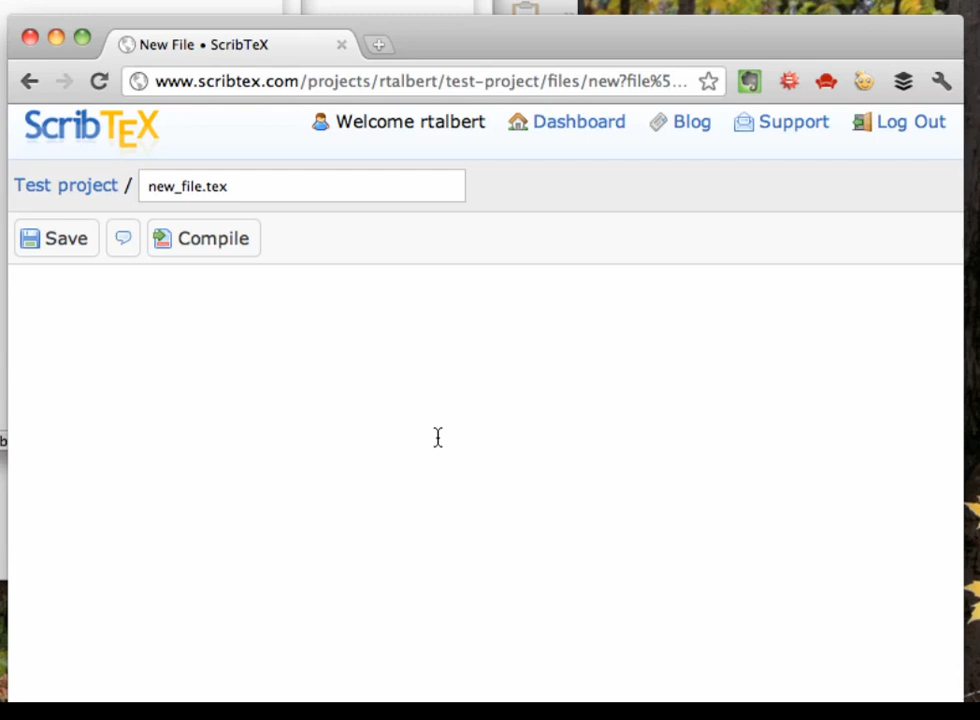 New File • ScribTeX
www.scribtex.com/projects/rtalbert/test-project/files/new?file%5...
ScribTEX
Welcome rtalbert Dashboard Blog Support Log Out
Test project / new_file.tex
Save Compile
b